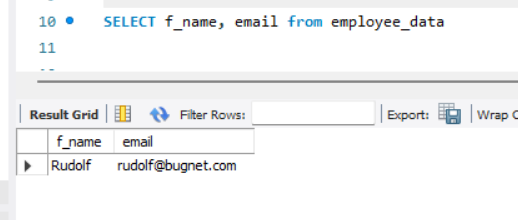 10 SELECT f_name, email from employee_data
11
Result Grid Filter Rows: Export: Wrap C
f_name email
Rudolf rudolf@bugnet.com